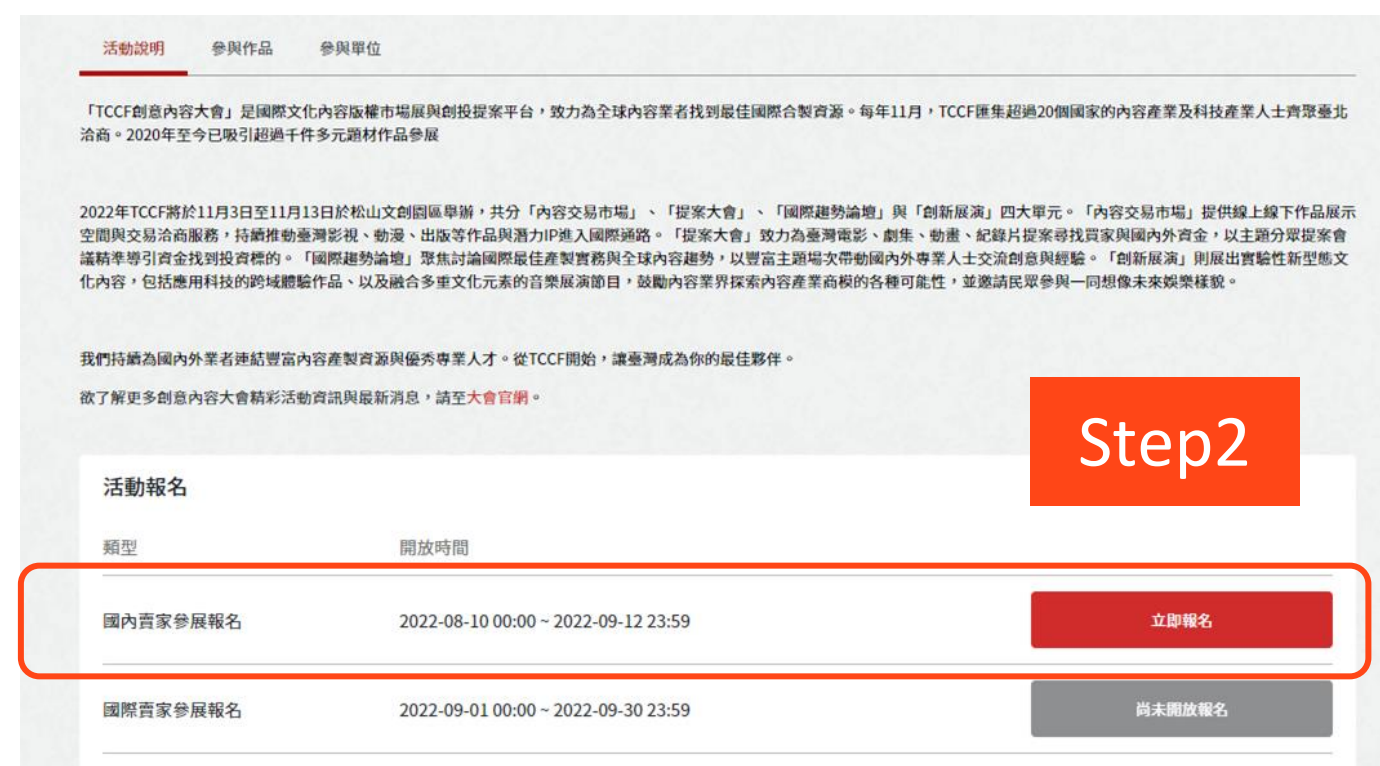 活動說明 參與作品 參與單位
「TCCF創意內容大會」是國際文化內容版權市場展與創投提案平台，致力為全球內容業者找到最佳國際合製資源。每年11月，TCCF匯集超過20個國家的內容產業及科技產業人士齊聚臺北
洽商。2020年至今已吸引超過千件多元題材作品參展
2022年TCCF將於11月3日至11月13日於松山文創園區舉辦，共分「內容交易市場」、「提案大會」、「國際趨勢論壇」與「創新展演」四大單元。「內容交易市場」提供線上線下作品展示
空間與交易洽商服務，持續推動臺灣影視、動漫、出版等作品與潛力IP進入國際通路。「提案大會」致力為臺灣電影、劇集、動畫、紀錄片提案尋找買家與國內外資金，以主題分眾提案會
議精準導引資金找到投資標的。「國際趨勢論壇」聚焦討論國際最佳產製實務與全球內容趨勢，以豐富主題場次帶動國內外專業人士交流創意與經驗。「創新展演」則展出實驗性新型態文
化內容，包括應用科技的跨域體驗作品、以及融合多重文化元素的音樂展演節目，鼓勵內容業界探索內容產業商模的各種可能性，並邀請民眾參與一同想像未來娛樂樣貌。
我們持續為國內外業者連結豐富內容產製資源與優秀專業人才。從TCCF開始，讓臺灣成為你的最佳夥伴。
欲了解更多創意內容大會精彩活動資訊與最新消息，請至大會官網。
Step2
活動報名
類型 開放時間
國內賣家參展報名 2022-08-10 00:00 ~ 2022-09-12 23:59 立即報名
國際賣家參展報名 2022-09-01 00:00 ~ 2022-09-30 23:59 尚未開放報名